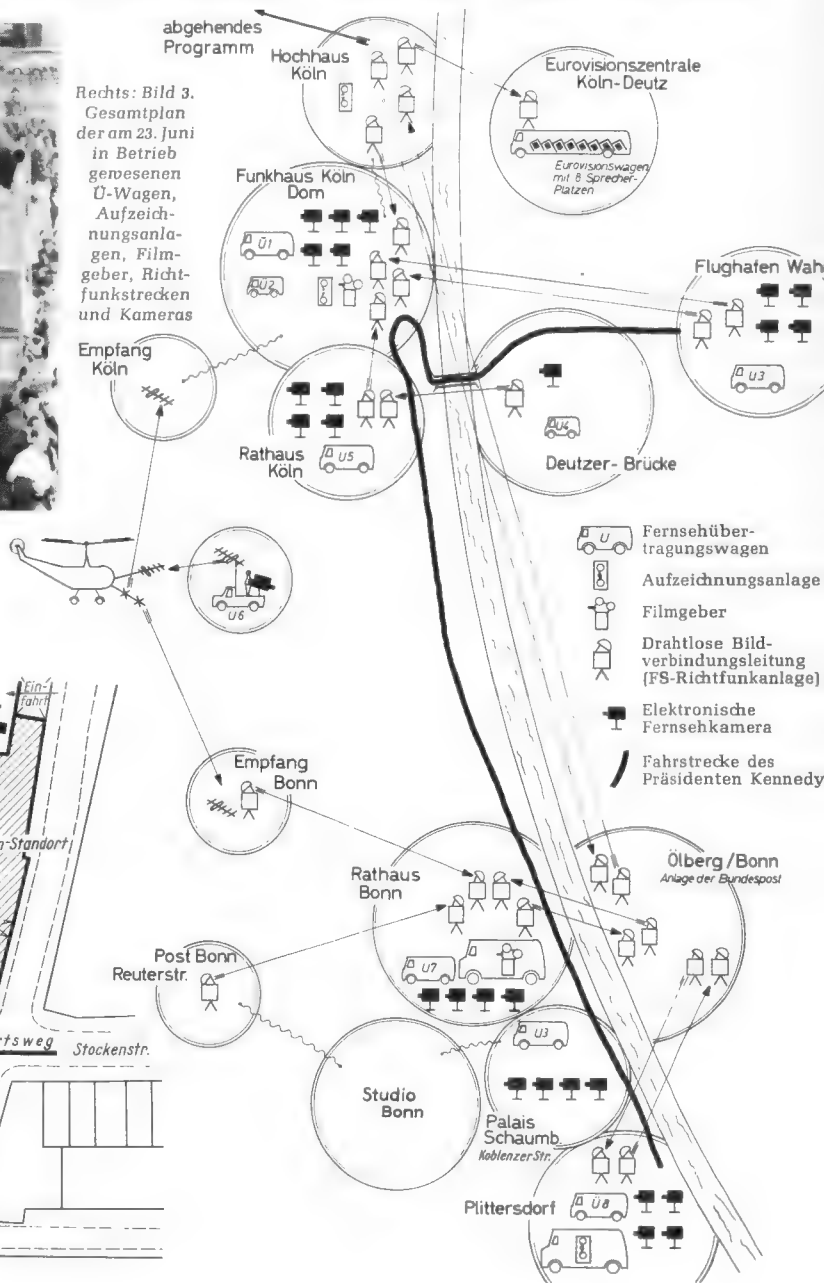 Rechts: Bild 3.
Gesamtplan
der am 23. Juni
in Betrieb
gewesenen
Ü-Wagen,
Aufzeich-
nungsanla-
gen, Film-
geber, Richt-
funkstrecken
und Kameras
abgehendes
Programm
Hochhaus
Köln
Eurovisionszentrale
Köln-Deutz
Eurovisionswagen
mit 8 Sprecher-
Platzen
Funkhaus Köln
Dom
Ü1
Ü2
Flughafen Wah
U3
Empfang
Köln
Rathaus
Köln
U5
U4
Deutzer-Brücke
U6
U
Fernsehüber-
tragungswagen
Aufzeichnungsanlage
Filmgeber
Drahtlose Bild-
verbindungsleitung
(FS-Richtfunkanlage)
Elektronische
Fernsehkamera
Fahrstrecke des
Präsidenten Kennedy
Ein-
fahrt
n-Standort
rtsweg
Stockenstr.
Empfang
Bonn
Rathaus
Bonn
U7
Ölberg/Bonn
Anlage der Bundespost
Post Bonn
Reuterstr.
Studio
Bonn
U3
Palais
Schaumb.
Koblenzer Str.
Plittersdorf
Ü8